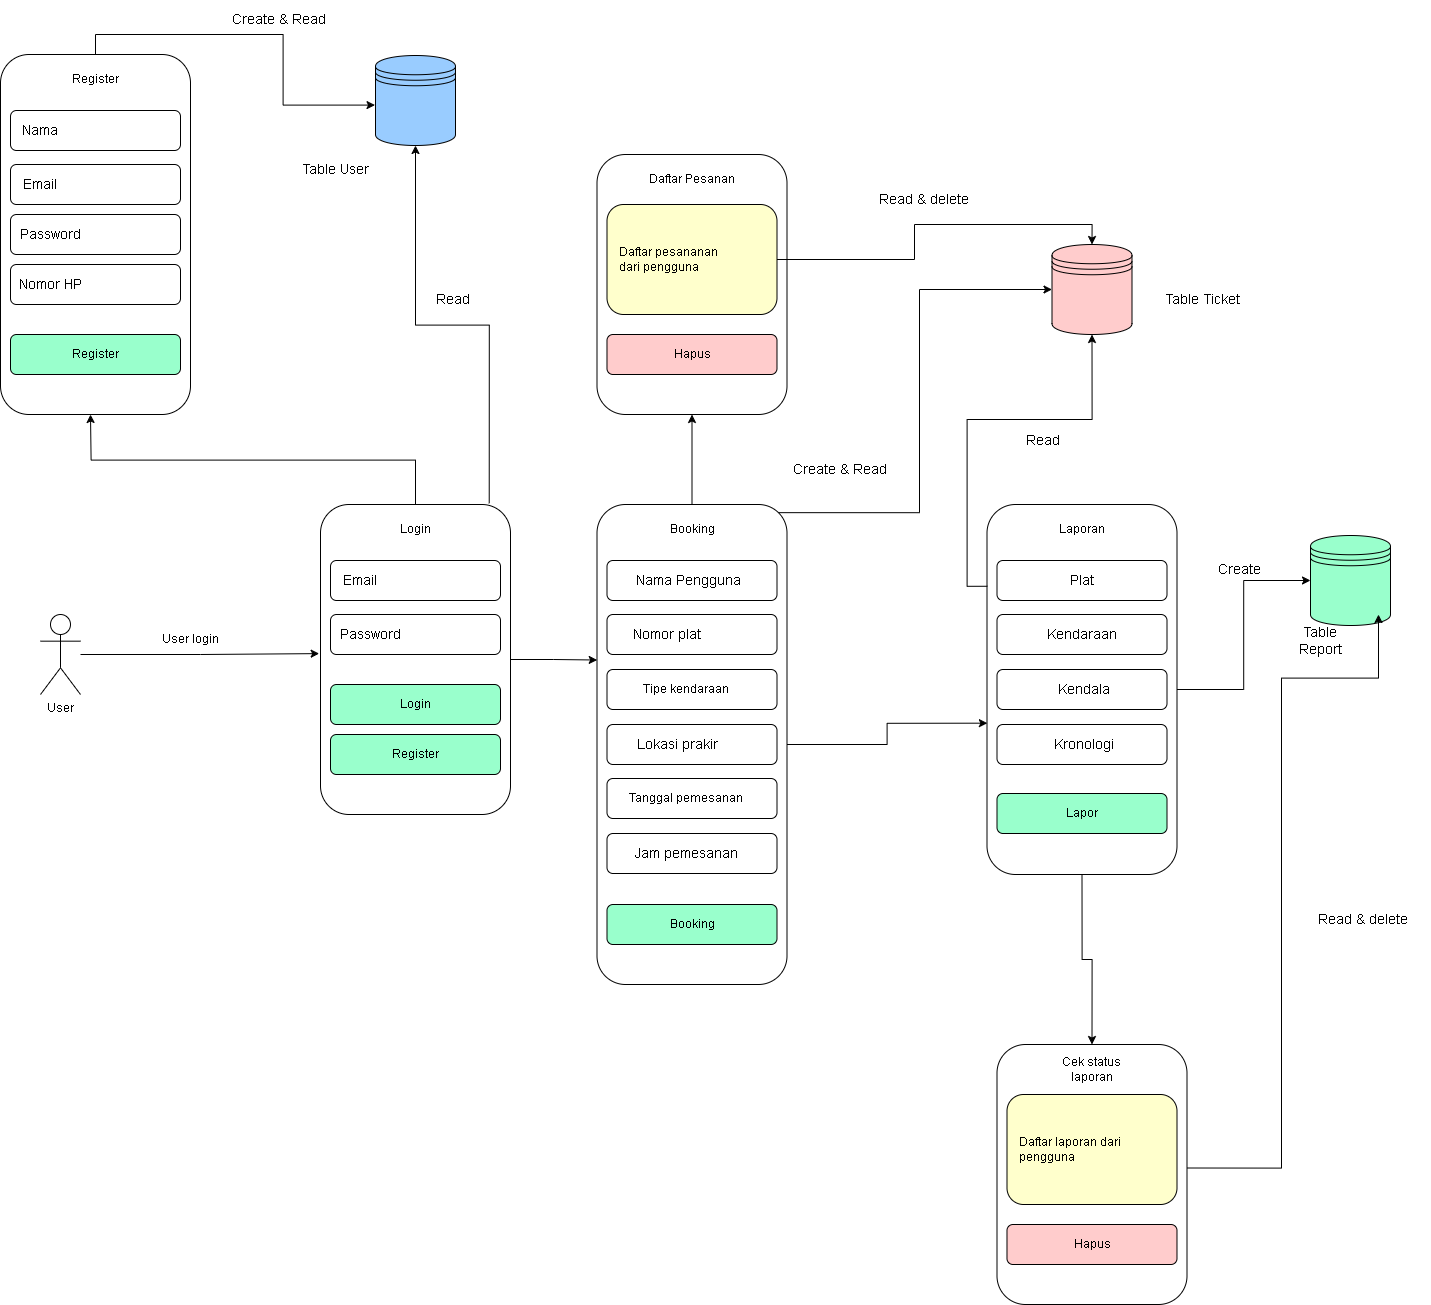 Create & Read
Register
Nama
Email
Password
Nomor HP
Register
Table User
Read
Daftar Pesanan
Daftar pesananan
dari pengguna
Hapus
Read & delete
Table Ticket
Read
Create & Read
User login
User
Login
Email
Password
Login
Register
Booking
Nama Pengguna
Nomor plat
Tipe kendaraan
Lokasi prakir
Tanggal pemesanan
Jam pemesanan
Booking
Laporan
Plat
Kendaraan
Kendala
Kronologi
Lapor
Create
Table
Report
Read & delete
Cek status
laporan
Daftar laporan dari
pengguna
Hapus